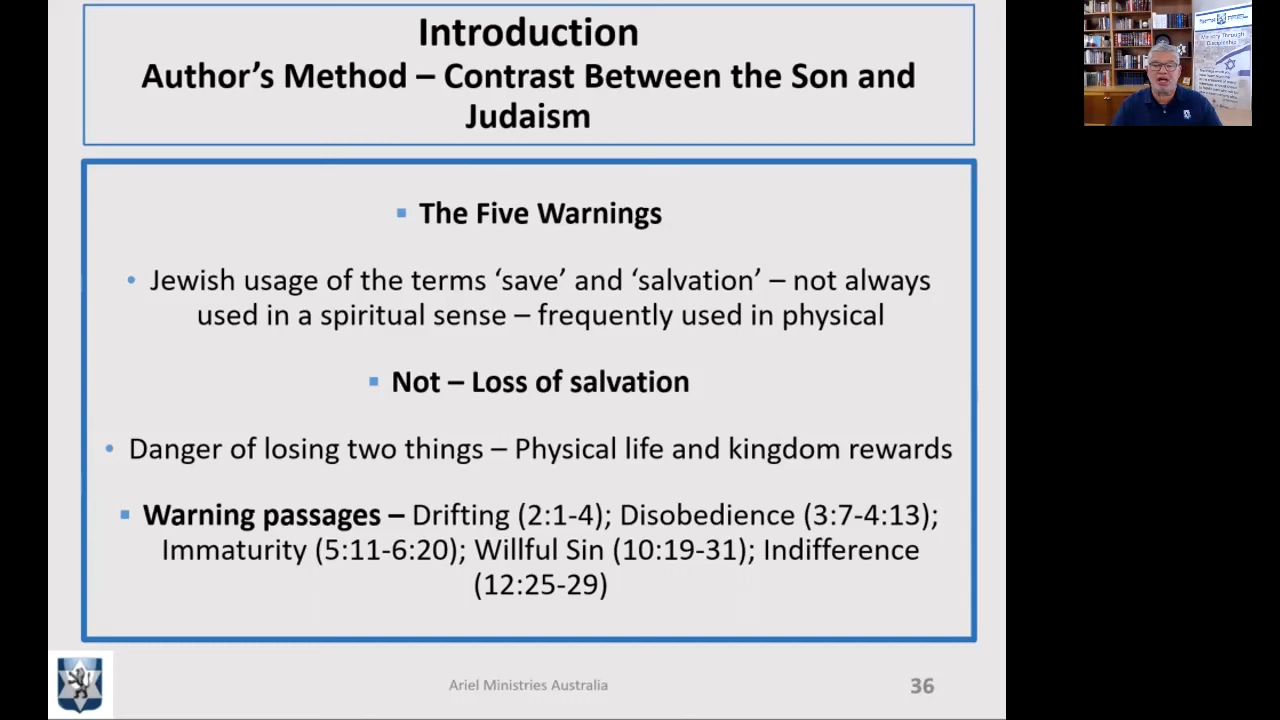 Introduction
Author’s Method – Contrast Between the Son and
Judaism
▪ The Five Warnings
• Jewish usage of the terms ‘save’ and ‘salvation’ – not always
used in a spiritual sense – frequently used in physical
▪ Not – Loss of salvation
• Danger of losing two things – Physical life and kingdom rewards
▪ Warning passages – Drifting (2:1-4); Disobedience (3:7-4:13);
Immaturity (5:11-6:20); Willful Sin (10:19-31); Indifference
(12:25-29)
Ariel Ministries Australia
36
Ministry Through
Discipleship